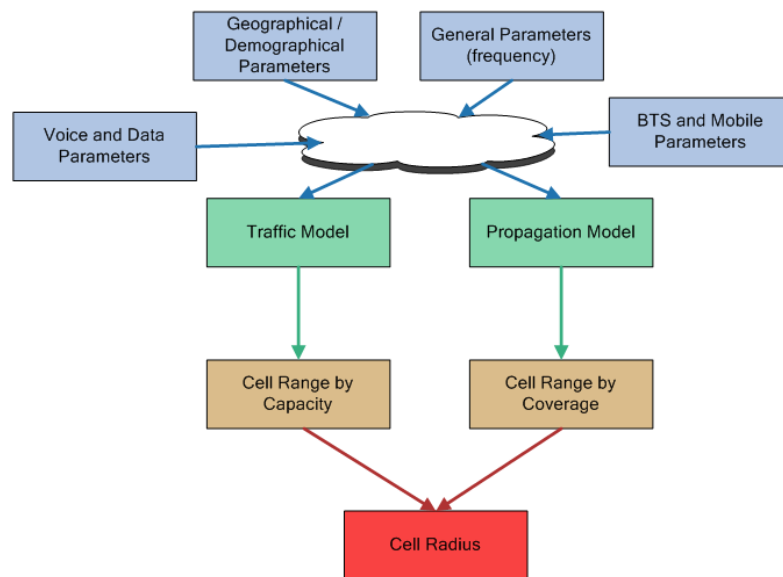 Geographical /
Demographical
Parameters
General Parameters
(frequency)
Voice and Data
Parameters
BTS and Mobile
Parameters
Traffic Model
Propagation Model
Cell Range by
Capacity
Cell Range by
Coverage
Cell Radius